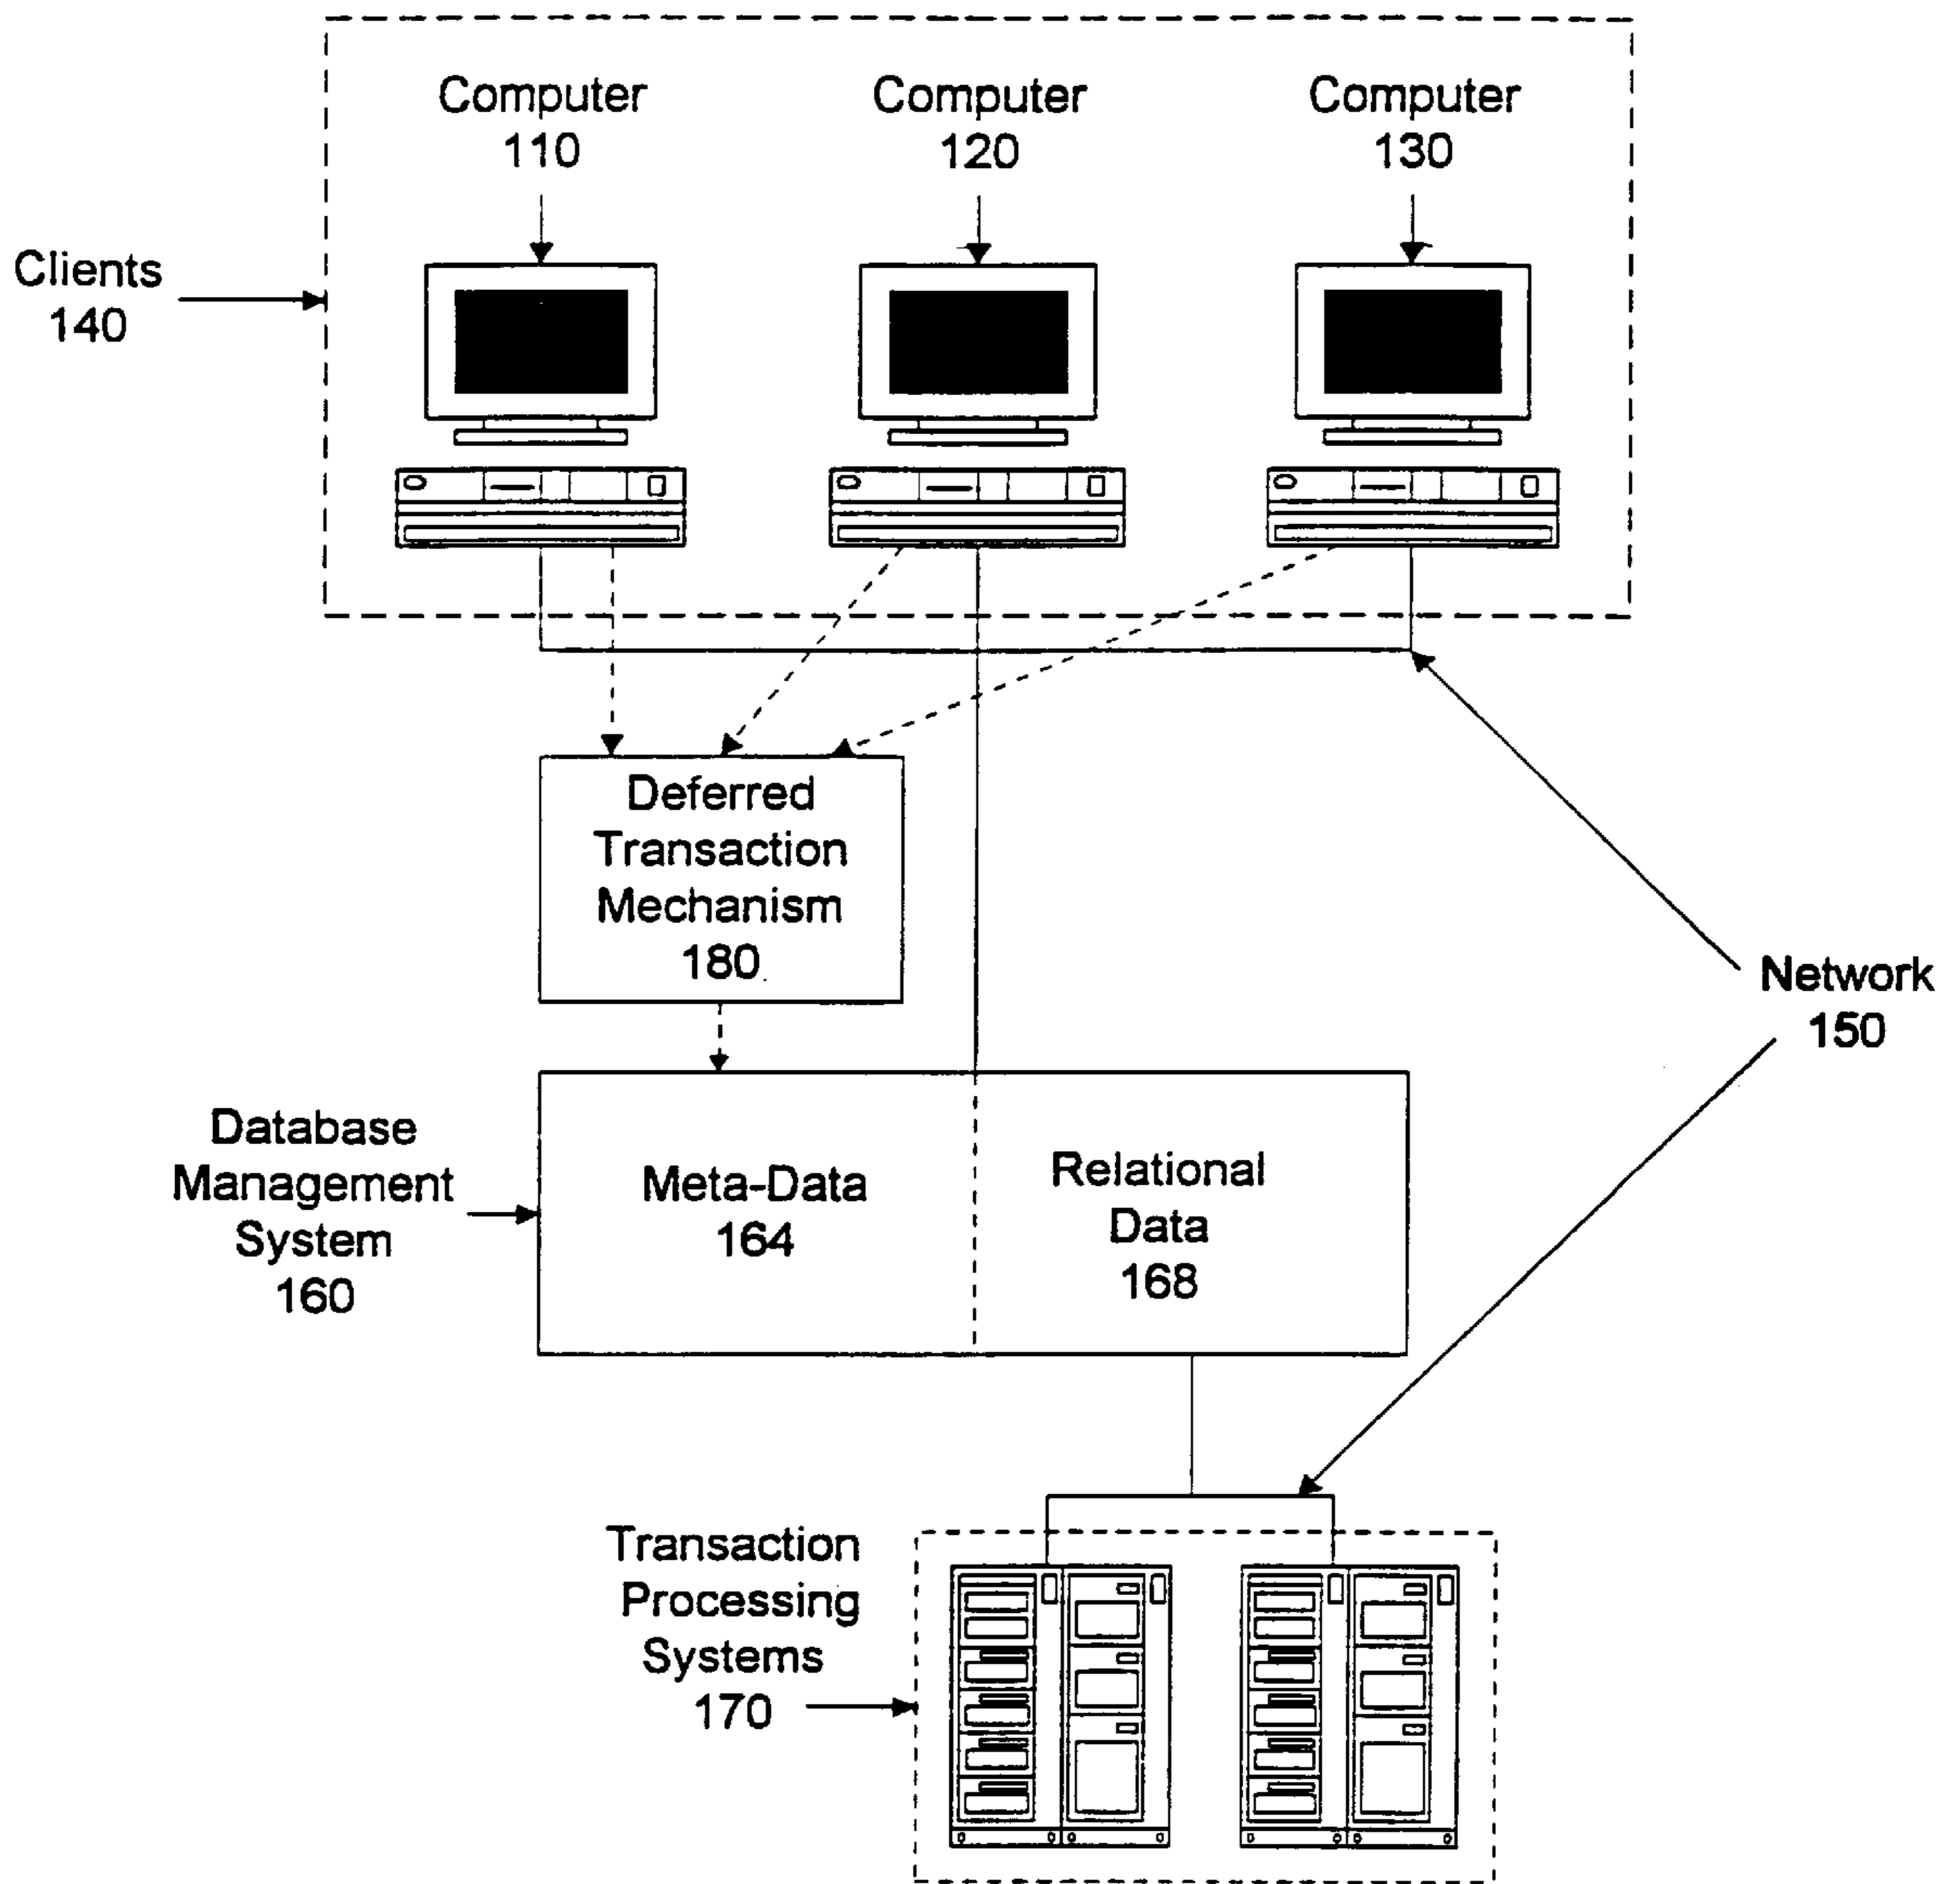 Computer
110
Computer
120
Computer
130
Clients
140
Deferred
Transaction
Mechanism
180
Network
150
Database
Management
System
160
Meta-Data
164
Relational
Data
168
Transaction
Processing
Systems
170